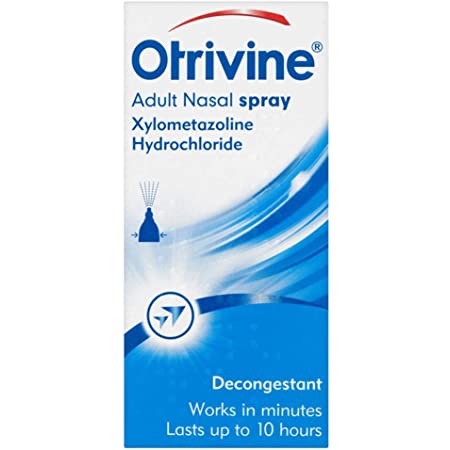 Otrivine®
Adult Nasal spray
Xylometazoline
Hydrochloride
Decongestant
Works in minutes
Lasts up to 10 hours